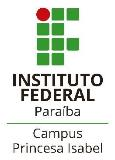 INSTITUTO
FEDERAL
Paraíba
Campus
Princesa Isabel